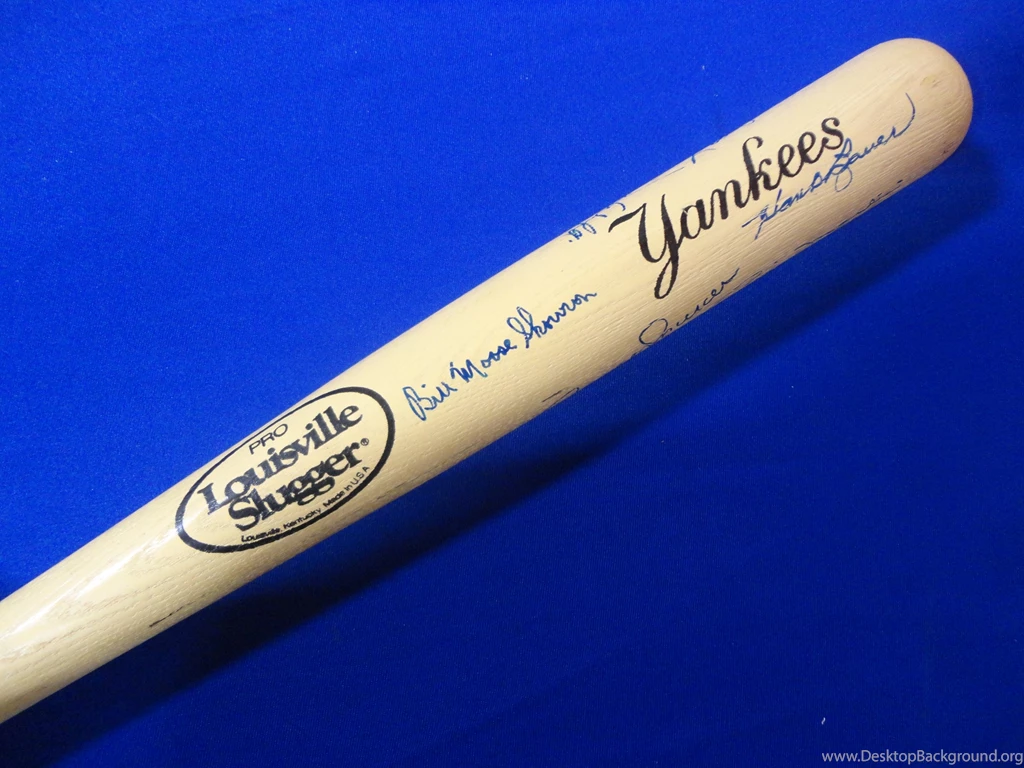 Yankees
Hank Bauer
Bill Moose Skowron
PRO
Louisville
Slugger®
Louisville, Kentucky Made in U.S.A
www.DesktopBackground.org